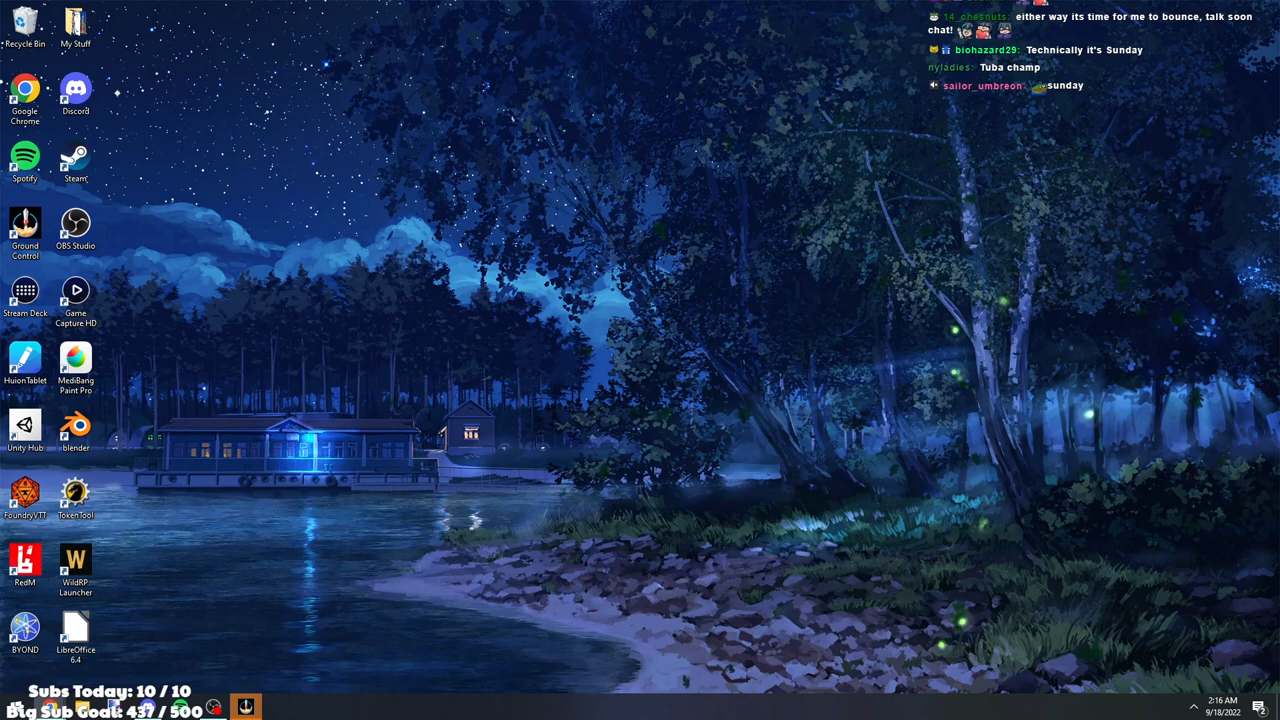 14_chesnuts: either way its time for me to bounce, talk soon
chat!
biohazard29: Technically it's Sunday
nyladies: Tuba champ
sailor_umbreon: sunday
Recycle Bin
My Stuff
Google
Chrome
Discord
Spotify
Steam
Ground
Control
OBS Studio
Stream Deck
Game
Capture HD
HuionTablet
MediBang
Paint Pro
Unity Hub
blender
FoundryVTT
TokenTool
RedM
WildRP
Launcher
BYOND
LibreOffice
6.4
Subs Today: 10 / 10
Big Sub Goal: 437 / 500
2:16 AM
9/18/2022
2